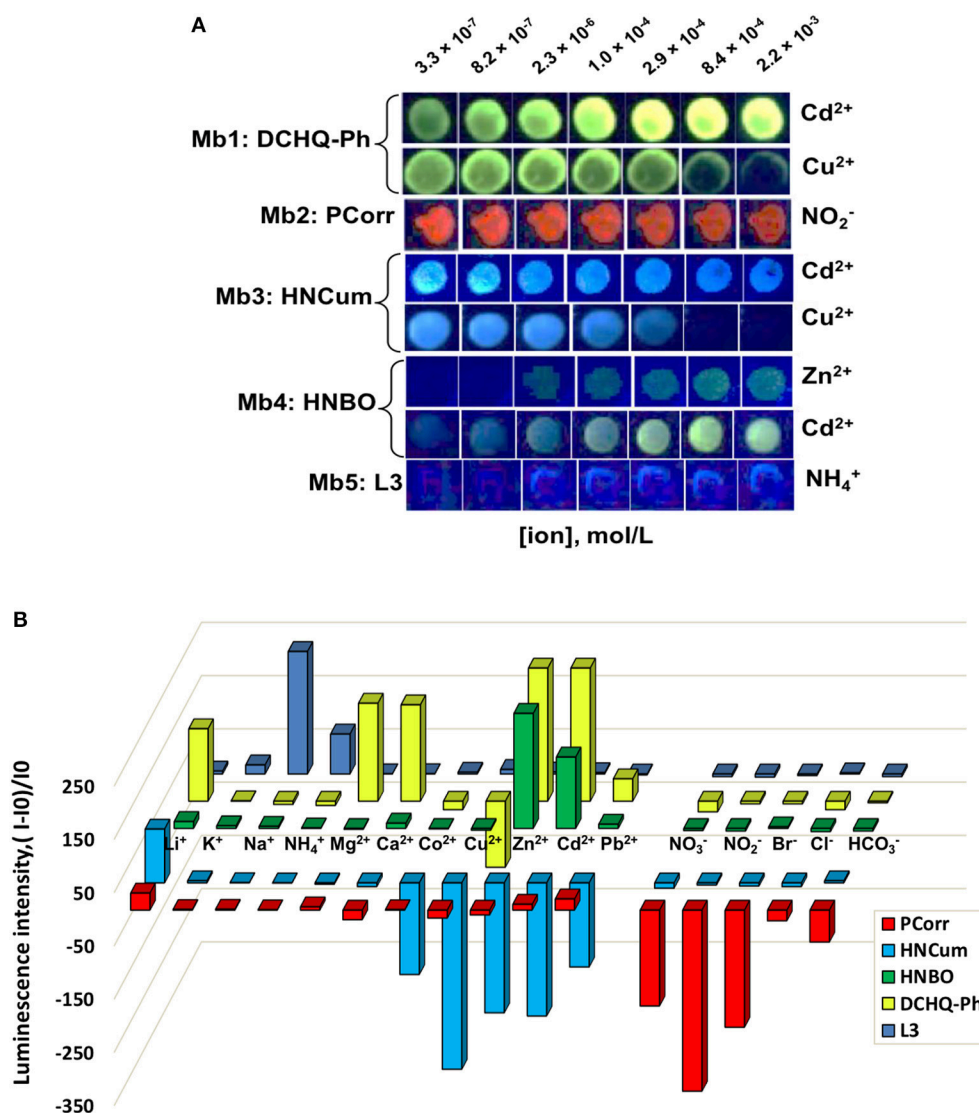 A
3.3 × 10⁻⁷ 8.2 × 10⁻⁷ 2.3 × 10⁻⁶ 1.0 × 10⁻⁴ 2.9 × 10⁻⁴ 8.4 × 10⁻⁴ 2.2 × 10⁻³
Mb1: DCHQ-Ph
Cd²⁺
Cu²⁺
Mb2: PCorr
NO₂⁻
Mb3: HNCum
Cd²⁺
Cu²⁺
Mb4: HNBO
Zn²⁺
Cd²⁺
Mb5: L3
NH₄⁺
[ion], mol/L
B
Luminescence intensity,( I-I0)/I0
250
150
50
-50
-150
-250
-350
Li⁺ K⁺ Na⁺ NH₄⁺ Mg²⁺ Ca²⁺ Co²⁺ Cu²⁺ Zn²⁺ Cd²⁺ Pb²⁺ NO₃⁻ NO₂⁻ Br⁻ Cl⁻ HCO₃⁻
PCorr
HNCum
HNBO
DCHQ-Ph
L3